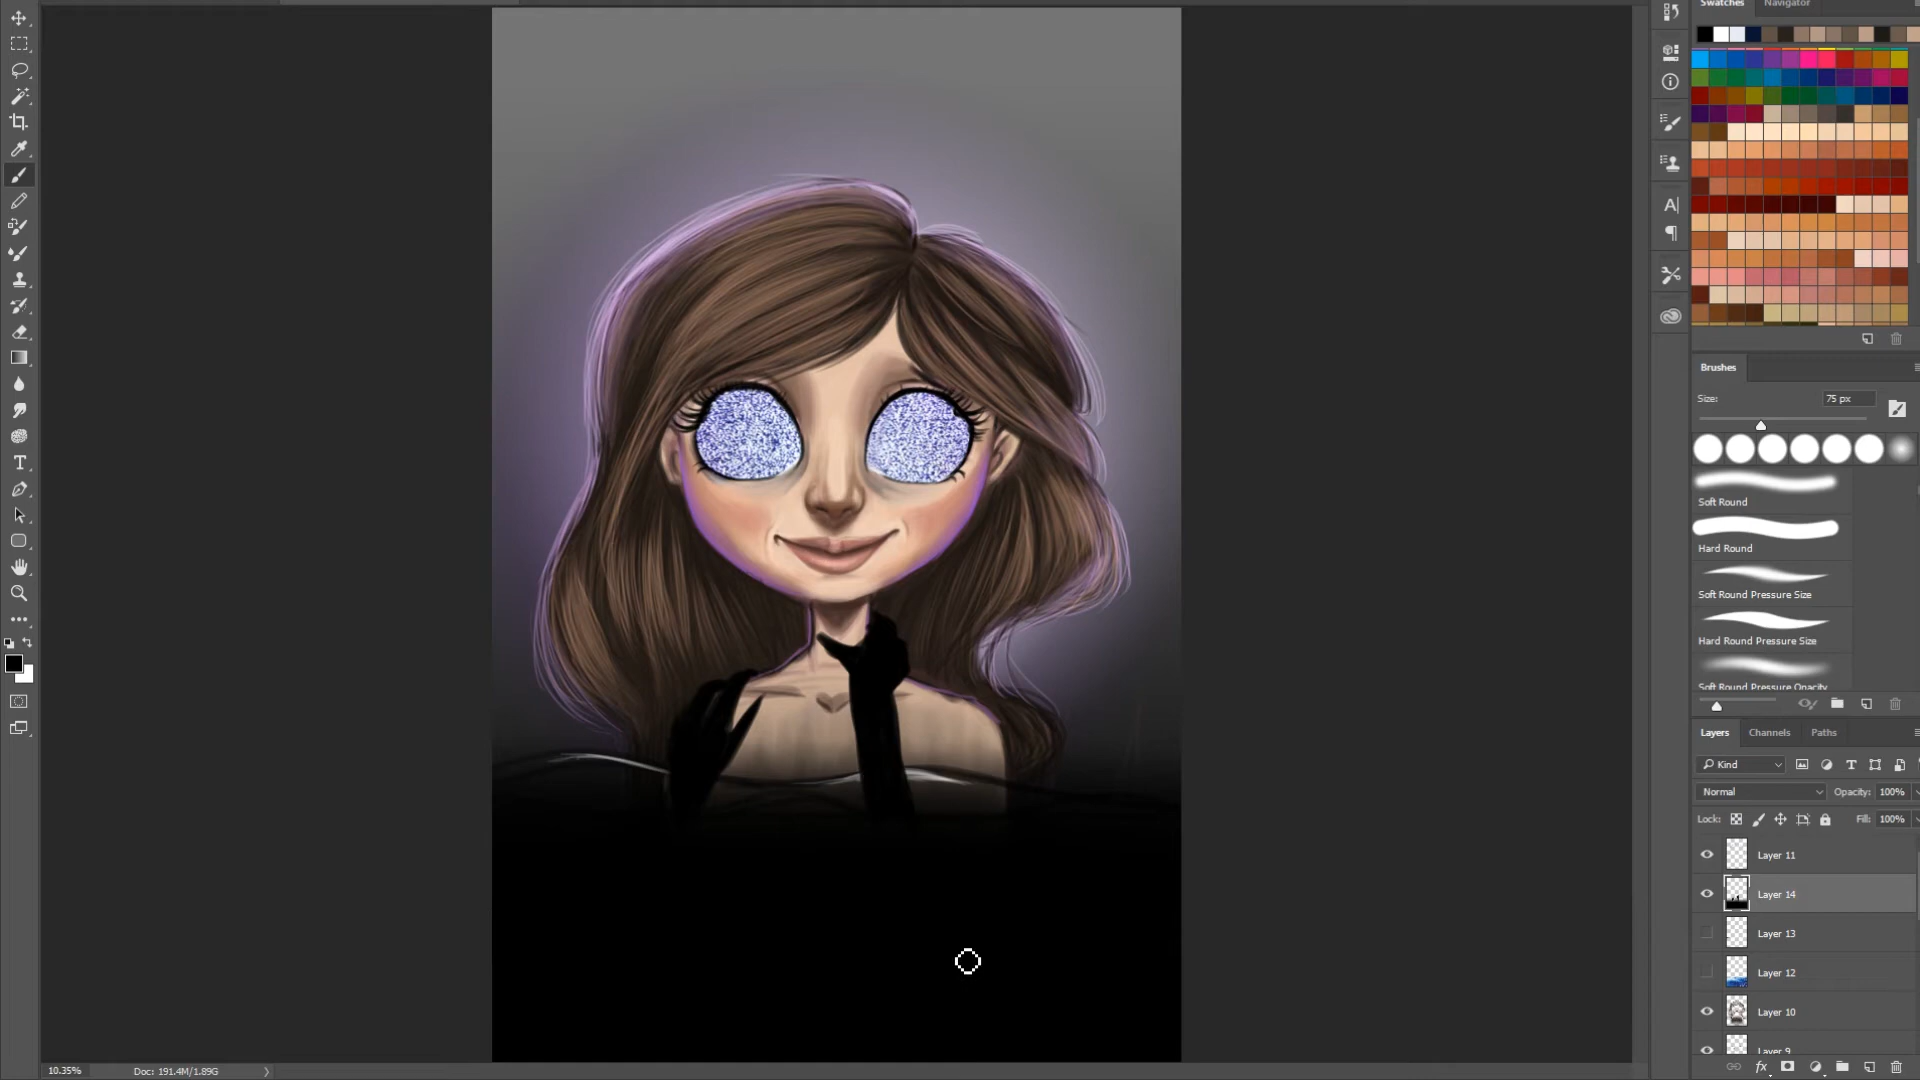 Swatches Navigator
Brushes
Size: 75 px
Soft Round
Hard Round
Soft Round Pressure Size
Hard Round Pressure Size
Soft Round Pressure Opacity
Layers Channels Paths
Kind
Normal Opacity: 100%
Lock: Fill: 100%
Layer 11
Layer 14
Layer 13
Layer 12
Layer 10
Layer 9
fx
10.35% Doc: 191.4M/1.89G